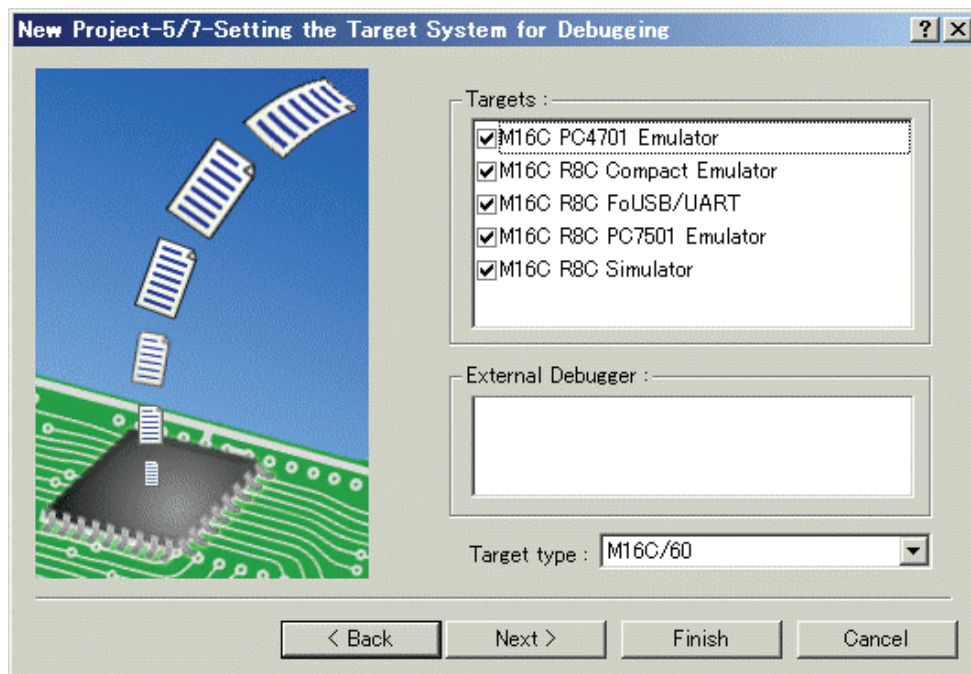 New Project-5/7-Setting the Target System for Debugging
Targets :
M16C PC4701 Emulator
M16C R8C Compact Emulator
M16C R8C FoUSB/UART
M16C R8C PC7501 Emulator
M16C R8C Simulator
External Debugger :
Target type : M16C/60
< Back Next > Finish Cancel